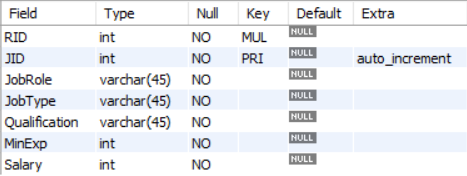 Field Type Null Key Default Extra
RID int NO MUL NULL
JID int NO PRI NULL auto_increment
JobRole varchar(45) NO NULL
JobType varchar(45) NO NULL
Qualification varchar(45) NO NULL
MinExp int NO NULL
Salary int NO NULL